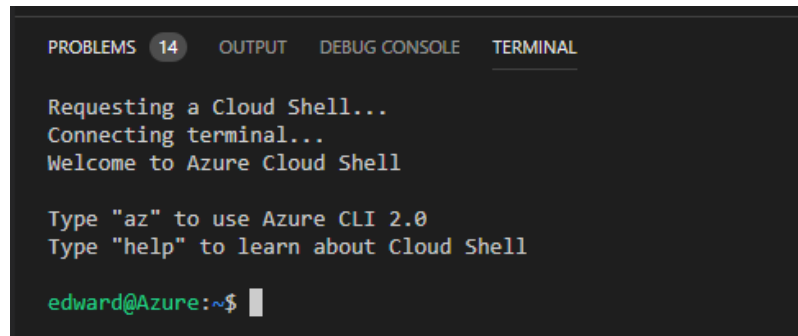 PROBLEMS 14 OUTPUT DEBUG CONSOLE TERMINAL
Requesting a Cloud Shell...
Connecting terminal...
Welcome to Azure Cloud Shell
Type "az" to use Azure CLI 2.0
Type "help" to learn about Cloud Shell
edward@Azure:~$